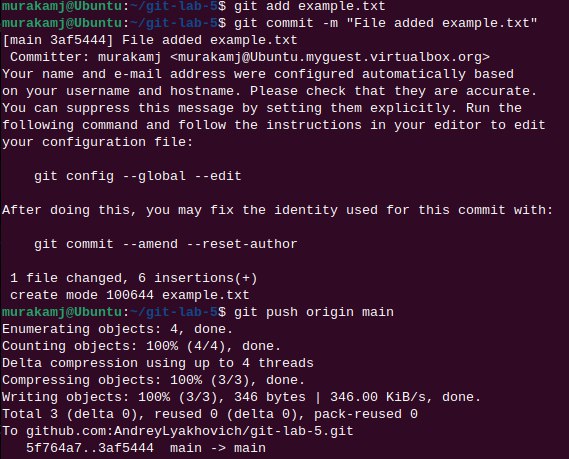 murakamj@Ubuntu:~/git-lab-5$ git add example.txt
murakamj@Ubuntu:~/git-lab-5$ git commit -m "File added example.txt"
[main 3af5444] File added example.txt
 Committer: murakamj <murakamj@Ubuntu.myguest.virtualbox.org>
Your name and e-mail address were configured automatically based
on your username and hostname. Please check that they are accurate.
You can suppress this message by setting them explicitly. Run the
following command and follow the instructions in your editor to edit
your configuration file:

    git config --global --edit

After doing this, you may fix the identity used for this commit with:

    git commit --amend --reset-author

 1 file changed, 6 insertions(+)
 create mode 100644 example.txt
murakamj@Ubuntu:~/git-lab-5$ git push origin main
Enumerating objects: 4, done.
Counting objects: 100% (4/4), done.
Delta compression using up to 4 threads
Compressing objects: 100% (3/3), done.
Writing objects: 100% (3/3), 346 bytes | 346.00 KiB/s, done.
Total 3 (delta 0), reused 0 (delta 0), pack-reused 0
To github.com:AndreyLyakhovich/git-lab-5.git
   5f764a7..3af5444  main -> main